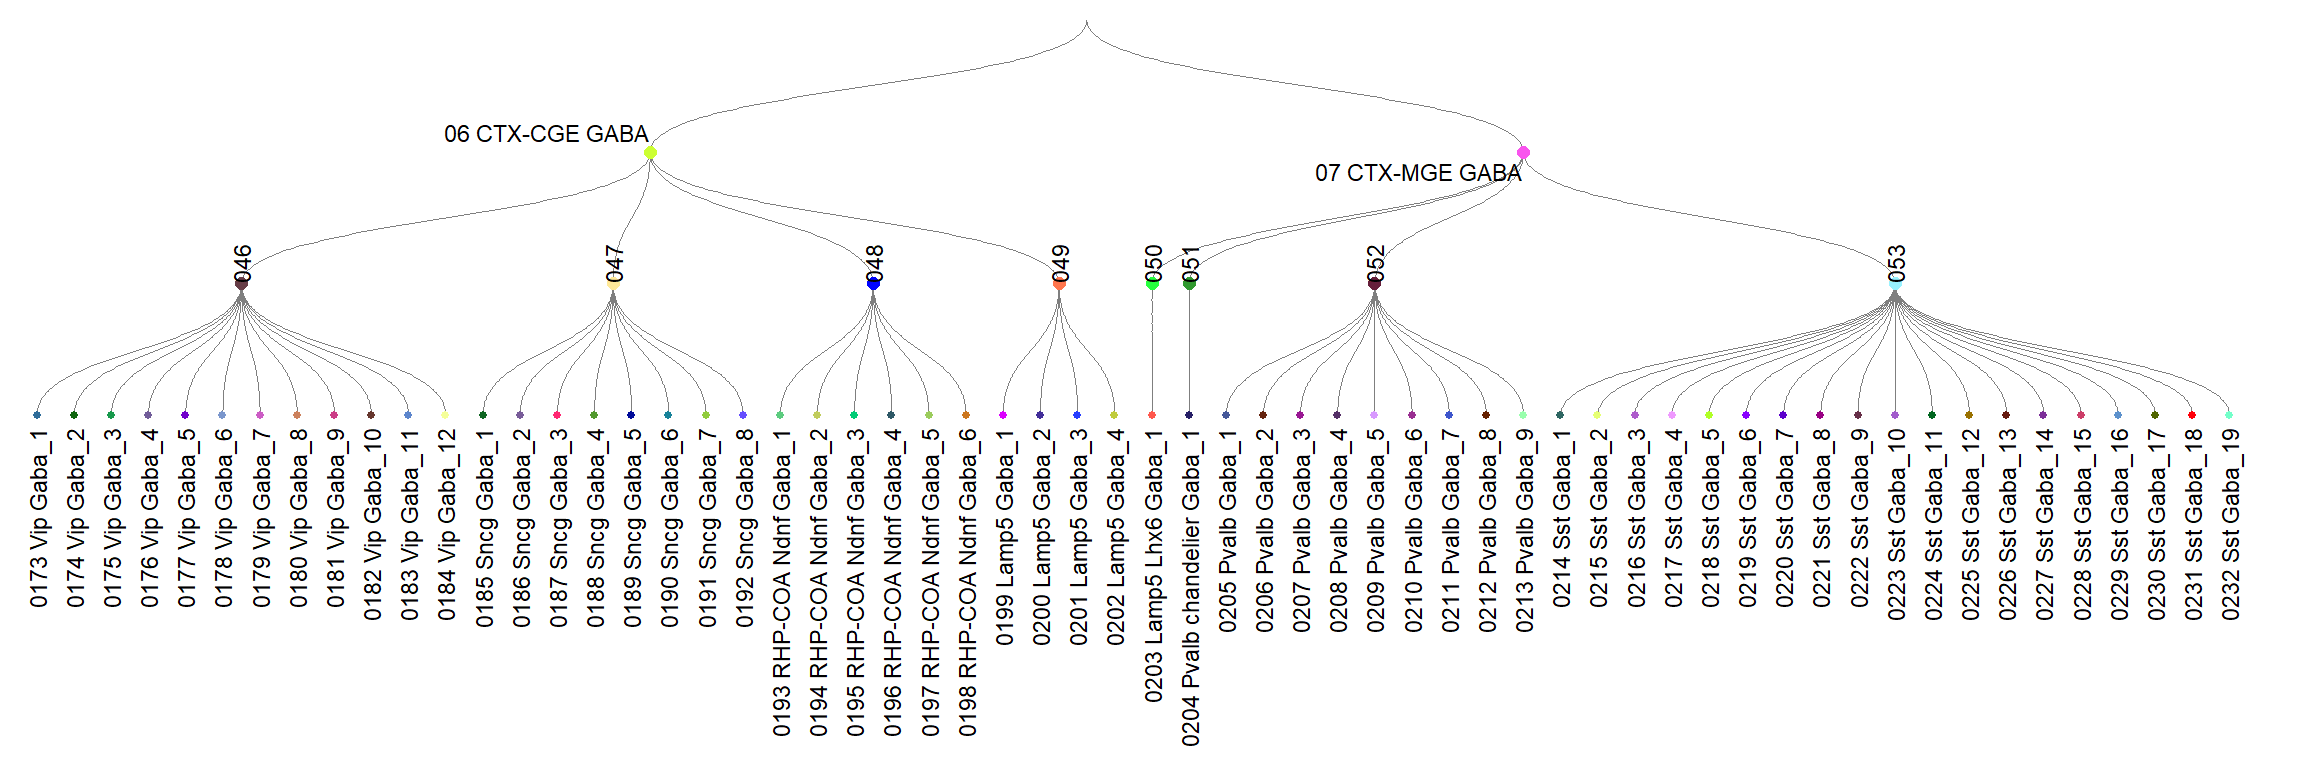 06 CTX-CGE GABA
07 CTX-MGE GABA
046
047
048
049
050
051
052
053
0173 Vip Gaba_1
0174 Vip Gaba_2
0175 Vip Gaba_3
0176 Vip Gaba_4
0177 Vip Gaba_5
0178 Vip Gaba_6
0179 Vip Gaba_7
0180 Vip Gaba_8
0181 Vip Gaba_9
0182 Vip Gaba_10
0183 Vip Gaba_11
0184 Vip Gaba_12
0185 Sncg Gaba_1
0186 Sncg Gaba_2
0187 Sncg Gaba_3
0188 Sncg Gaba_4
0189 Sncg Gaba_5
0190 Sncg Gaba_6
0191 Sncg Gaba_7
0192 Sncg Gaba_8
0193 RHP-COA Ndnf Gaba_1
0194 RHP-COA Ndnf Gaba_2
0195 RHP-COA Ndnf Gaba_3
0196 RHP-COA Ndnf Gaba_4
0197 RHP-COA Ndnf Gaba_5
0198 RHP-COA Ndnf Gaba_6
0199 Lamp5 Gaba_1
0200 Lamp5 Gaba_2
0201 Lamp5 Gaba_3
0202 Lamp5 Gaba_4
0203 Lamp5 Lhx6 Gaba_1
0204 Pvalb chandelier Gaba_1
0205 Pvalb Gaba_1
0206 Pvalb Gaba_2
0207 Pvalb Gaba_3
0208 Pvalb Gaba_4
0209 Pvalb Gaba_5
0210 Pvalb Gaba_6
0211 Pvalb Gaba_7
0212 Pvalb Gaba_8
0213 Pvalb Gaba_9
0214 Sst Gaba_1
0215 Sst Gaba_2
0216 Sst Gaba_3
0217 Sst Gaba_4
0218 Sst Gaba_5
0219 Sst Gaba_6
0220 Sst Gaba_7
0221 Sst Gaba_8
0222 Sst Gaba_9
0223 Sst Gaba_10
0224 Sst Gaba_11
0225 Sst Gaba_12
0226 Sst Gaba_13
0227 Sst Gaba_14
0228 Sst Gaba_15
0229 Sst Gaba_16
0230 Sst Gaba_17
0231 Sst Gaba_18
0232 Sst Gaba_19